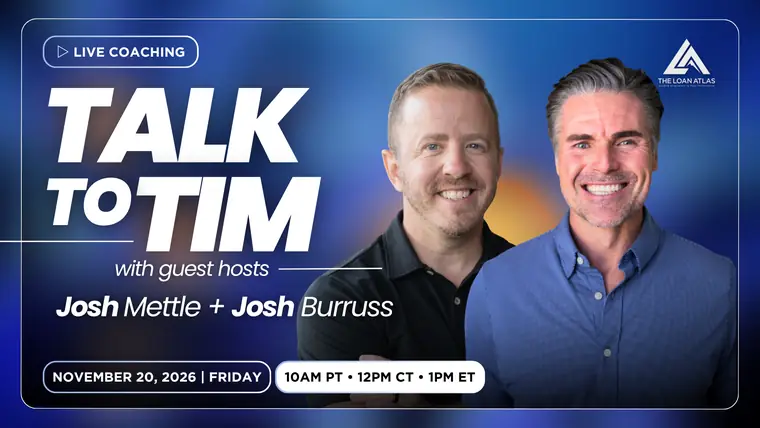 LIVE COACHING
THE LOAN ATLAS
TALK
TO TIM
with guest hosts
Josh Mettle + Josh Burruss
NOVEMBER 20, 2026 | FRIDAY
10AM PT • 12PM CT • 1PM ET